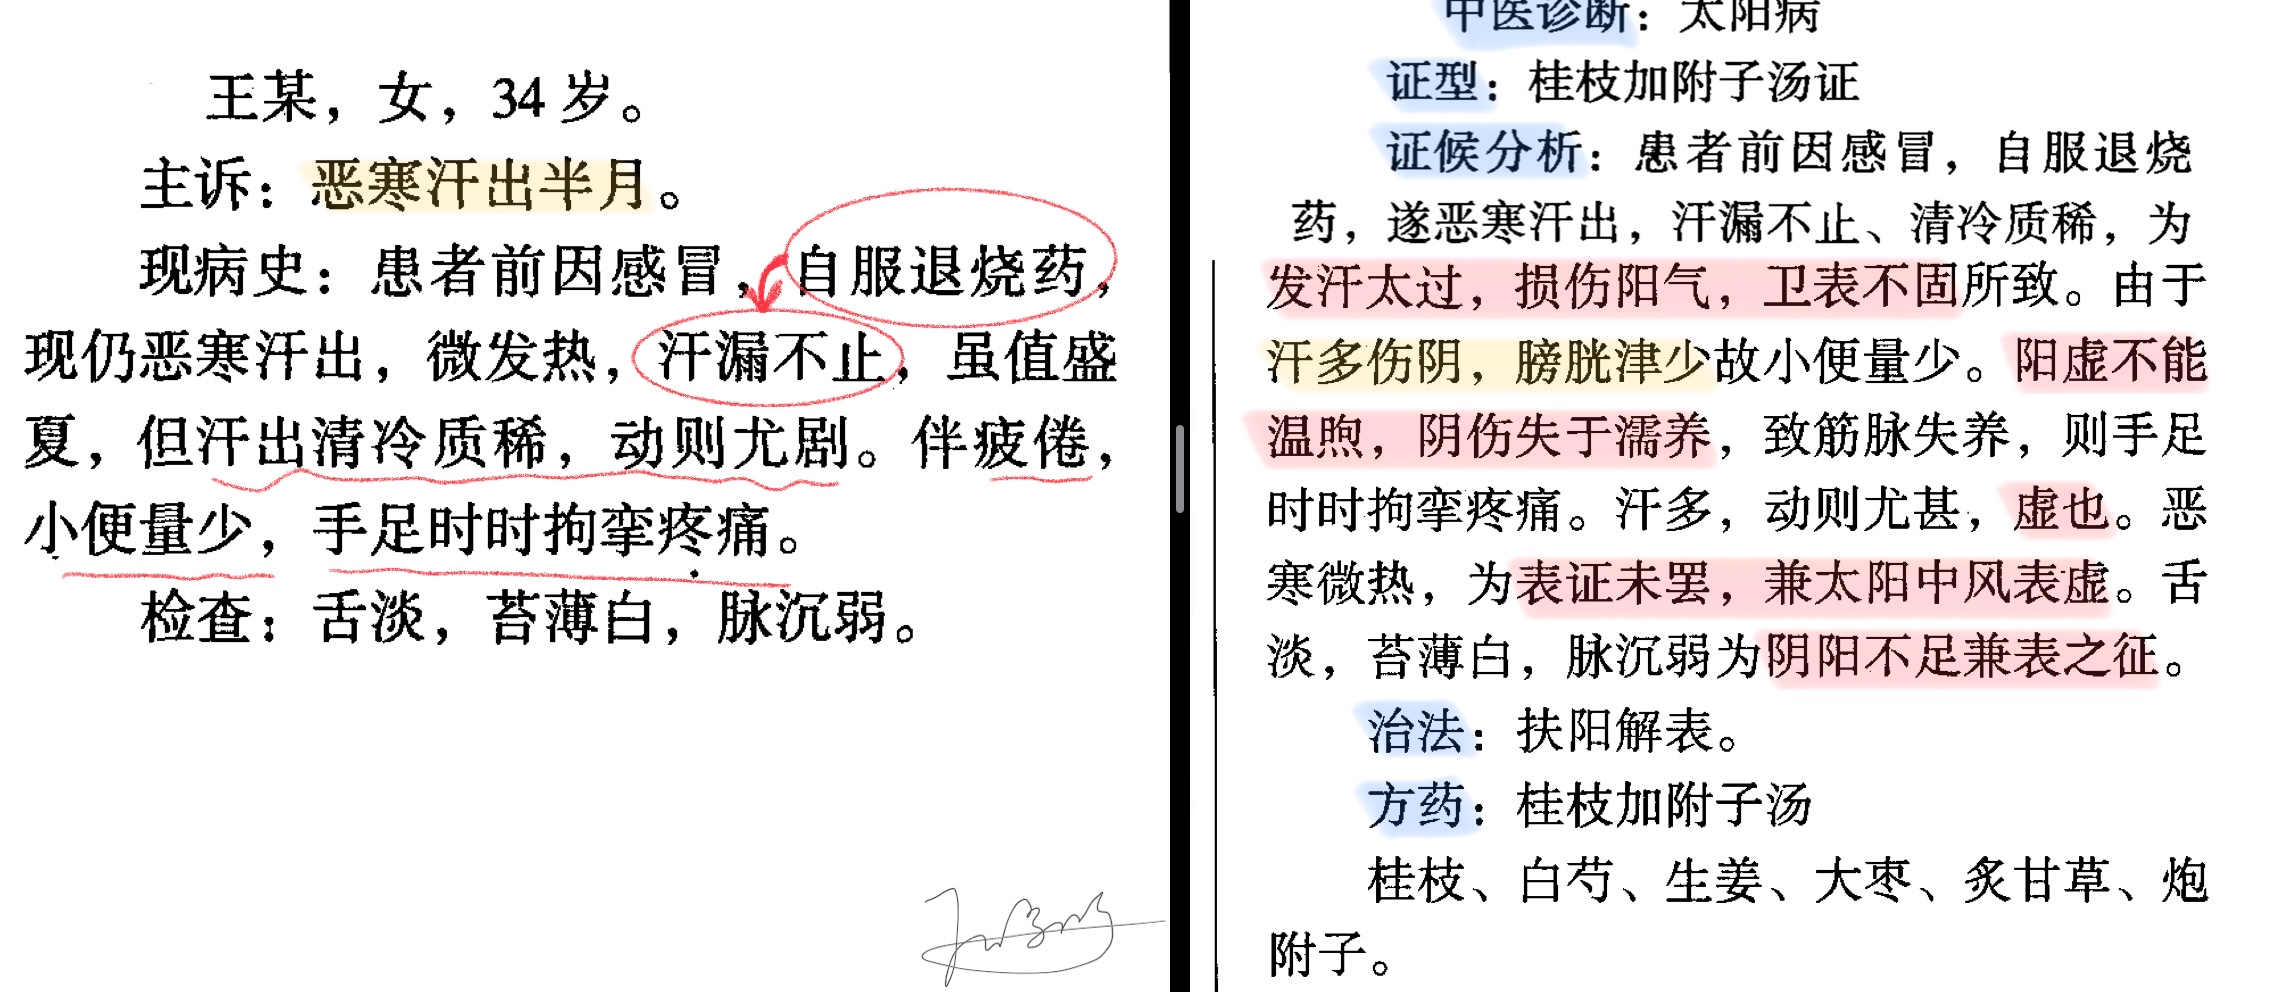 王某，女，34岁。
主诉：恶寒汗出半月。
现病史：患者前因感冒，自服退烧药，
现仍恶寒汗出，微发热，汗漏不止，虽值盛
夏，但汗出清冷质稀，动则尤剧。伴疲倦，
小便量少，手足时时拘挛疼痛。
检查：舌淡，苔薄白，脉沉弱。
中医诊断：太阳病
证型：桂枝加附子汤证
证候分析：患者前因感冒，自服退烧
药，遂恶寒汗出，汗漏不止、清冷质稀，为
发汗太过，损伤阳气，卫表不固所致。由于
汗多伤阴，膀胱津少故小便量少。阳虚不能
温煦，阴伤失于濡养，致筋脉失养，则手足
时时拘挛疼痛。汗多，动则尤甚，虚也。恶
寒微热，为表证未罢，兼太阳中风表虚。舌
淡，苔薄白，脉沉弱为阴阳不足兼表之征。
治法：扶阳解表。
方药：桂枝加附子汤
桂枝、白芍、生姜、大枣、炙甘草、炮
附子。